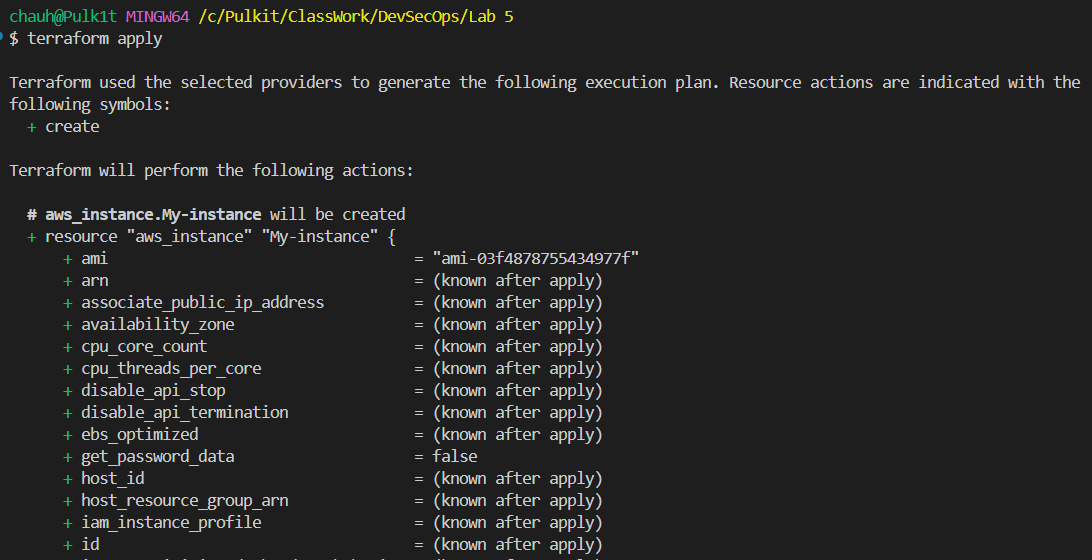 chauh@Pulk1t MINGW64 /c/Pulkit/ClassWork/DevSecOps/Lab 5
$ terraform apply
Terraform used the selected providers to generate the following execution plan. Resource actions are indicated with the
following symbols:
+ create
Terraform will perform the following actions:
# aws_instance.My-instance will be created
+ resource "aws_instance" "My-instance" {
+ ami = "ami-03f4878755434977f"
+ arn = (known after apply)
+ associate_public_ip_address = (known after apply)
+ availability_zone = (known after apply)
+ cpu_core_count = (known after apply)
+ cpu_threads_per_core = (known after apply)
+ disable_api_stop = (known after apply)
+ disable_api_termination = (known after apply)
+ ebs_optimized = (known after apply)
+ get_password_data = false
+ host_id = (known after apply)
+ host_resource_group_arn = (known after apply)
+ iam_instance_profile = (known after apply)
+ id = (known after apply)